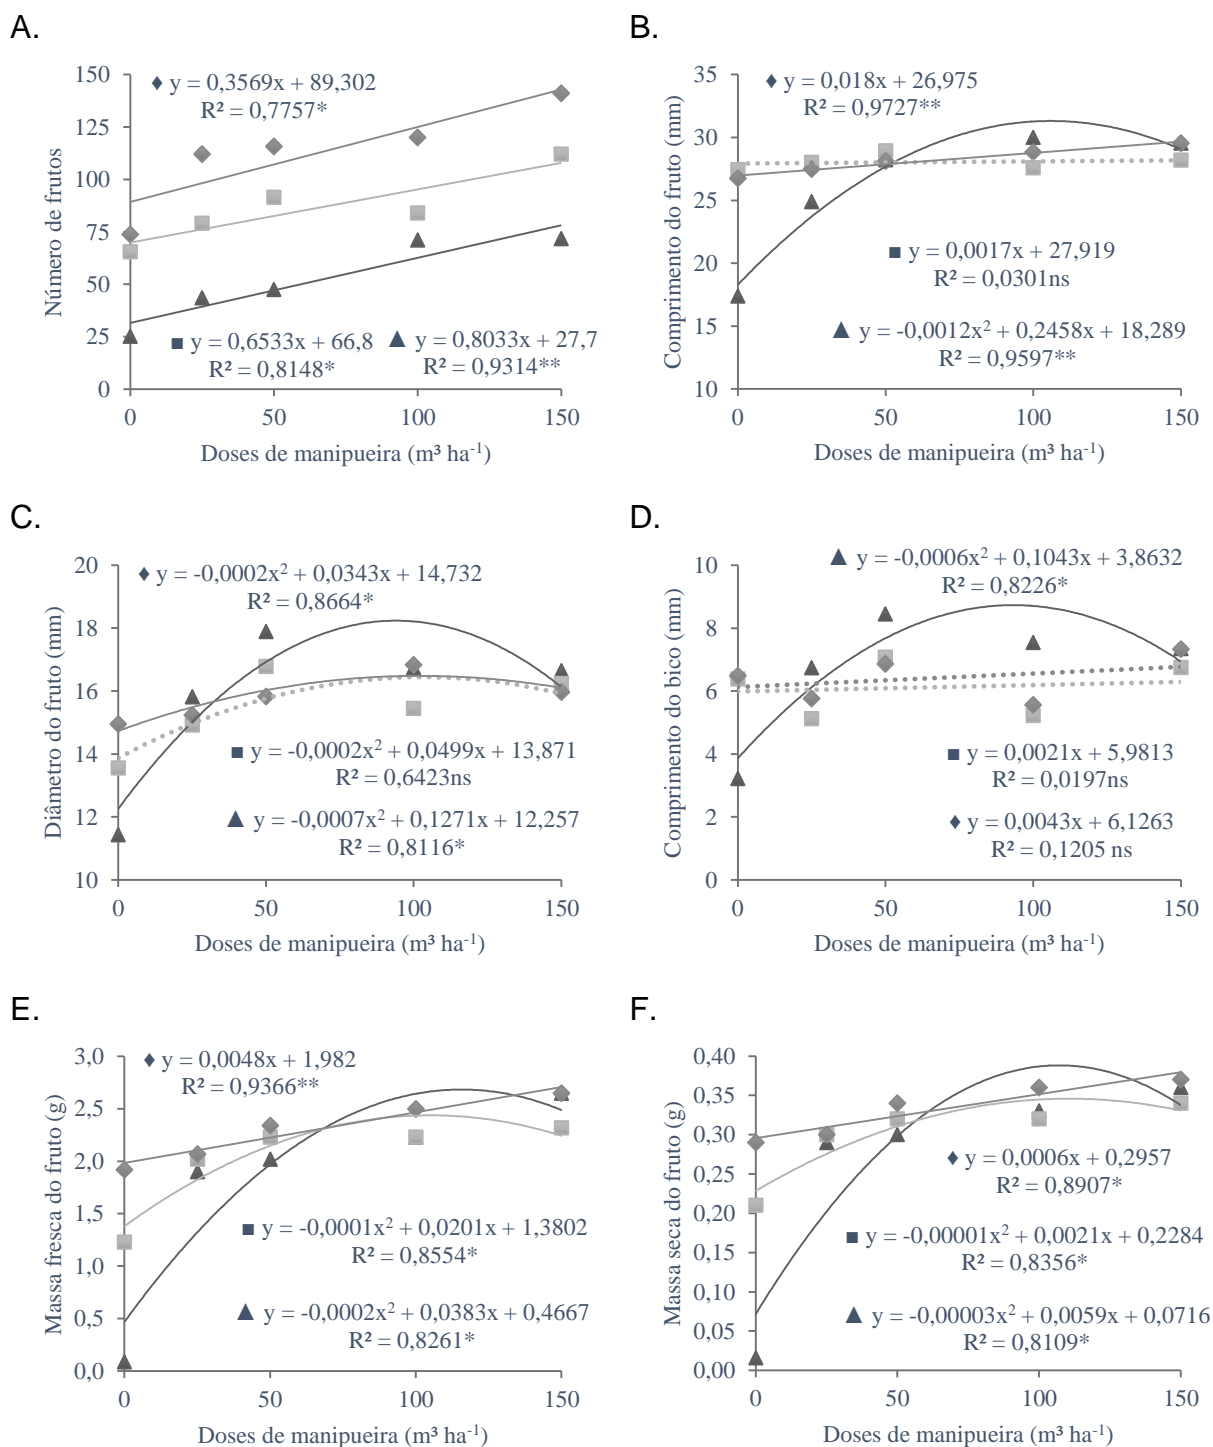 A.
♦ y = 0,3569x + 89,302
R² = 0,7757*
150
125
100
75
50
25
0
Número de frutos
■ y = 0,6533x + 66,8
R² = 0,8148*
▲ y = 0,8033x + 27,7
R² = 0,9314**
0 50 100 150
Doses de manipueira (m³ ha⁻¹)
B.
♦ y = 0,018x + 26,975
R² = 0,9727**
35
30
25
20
15
10
Comprimento do fruto (mm)
■ y = 0,0017x + 27,919
R² = 0,0301ns
▲ y = -0,0012x² + 0,2458x + 18,289
R² = 0,9597**
0 50 100 150
Doses de manipueira (m³ ha⁻¹)
C.
♦ y = -0,0002x² + 0,0343x + 14,732
R² = 0,8664*
20
18
16
14
12
10
Diâmetro do fruto (mm)
■ y = -0,0002x² + 0,0499x + 13,871
R² = 0,6423ns
▲ y = -0,0007x² + 0,1271x + 12,257
R² = 0,8116*
0 50 100 150
Doses de manipueira (m³ ha⁻¹)
D.
▲ y = -0,0006x² + 0,1043x + 3,8632
R² = 0,8226*
10
8
6
4
2
0
Comprimento do bico (mm)
■ y = 0,0021x + 5,9813
R² = 0,0197ns
♦ y = 0,0043x + 6,1263
R² = 0,1205 ns
0 50 100 150
Doses de manipueira (m³ ha⁻¹)
E.
♦ y = 0,0048x + 1,982
R² = 0,9366**
3,0
2,5
2,0
1,5
1,0
0,5
0,0
Massa fresca do fruto (g)
■ y = -0,0001x² + 0,0201x + 1,3802
R² = 0,8554*
▲ y = -0,0002x² + 0,0383x + 0,4667
R² = 0,8261*
0 50 100 150
Doses de manipueira (m³ ha⁻¹)
F.
0,40
0,35
0,30
0,25
0,20
0,15
0,10
0,05
0,00
Massa seca do fruto (g)
♦ y = 0,0006x + 0,2957
R² = 0,8907*
■ y = -0,00001x² + 0,0021x + 0,2284
R² = 0,8356*
▲ y = -0,00003x² + 0,0059x + 0,0716
R² = 0,8109*
0 50 100 150
Doses de manipueira (m³ ha⁻¹)